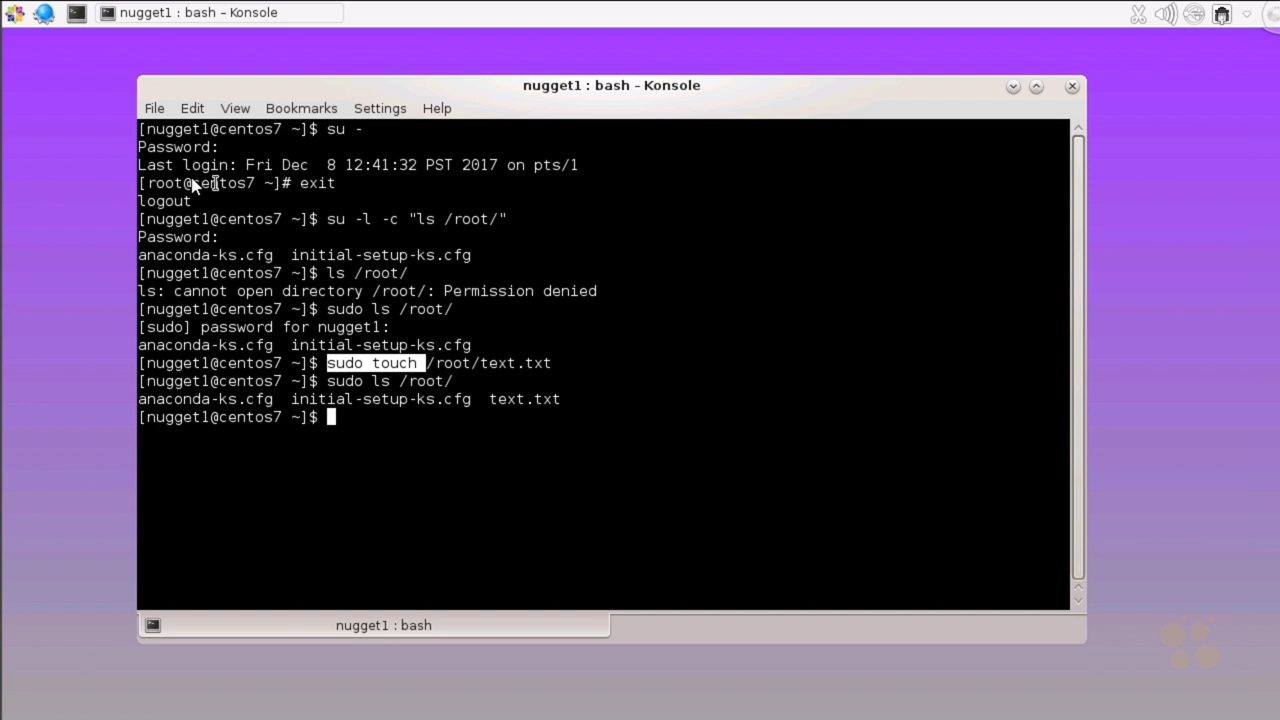 nugget1 : bash – Konsole
nugget1 : bash – Konsole
File Edit View Bookmarks Settings Help
[nugget1@centos7 ~]$ su -
Password:
Last login: Fri Dec  8 12:41:32 PST 2017 on pts/1
[root@centos7 ~]# exit
logout
[nugget1@centos7 ~]$ su -l -c "ls /root/"
Password:
anaconda-ks.cfg  initial-setup-ks.cfg
[nugget1@centos7 ~]$ ls /root/
ls: cannot open directory /root/: Permission denied
[nugget1@centos7 ~]$ sudo ls /root/
[sudo] password for nugget1:
anaconda-ks.cfg  initial-setup-ks.cfg
[nugget1@centos7 ~]$ sudo touch /root/text.txt
[nugget1@centos7 ~]$ sudo ls /root/
anaconda-ks.cfg  initial-setup-ks.cfg  text.txt
[nugget1@centos7 ~]$
nugget1 : bash